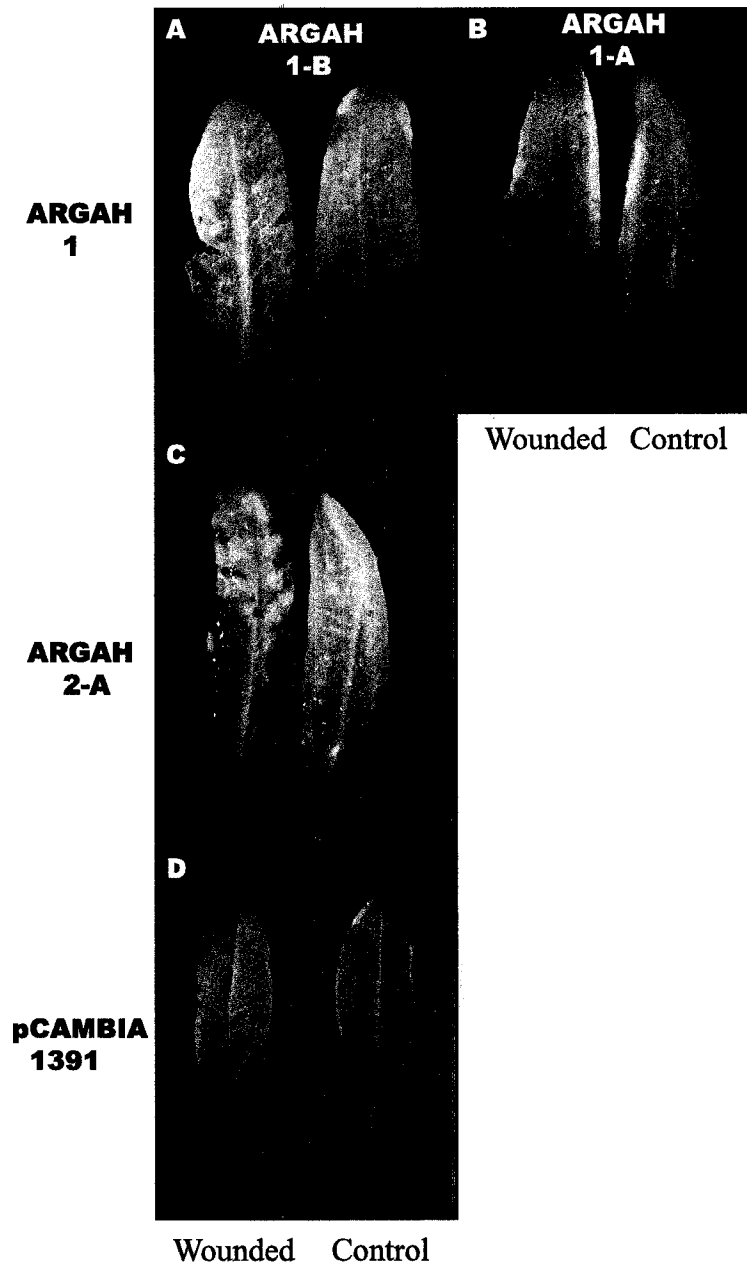 A
ARGAH
1-B
B
ARGAH
1-A
ARGAH
1
Wounded Control
C
ARGAH
2-A
D
pCAMBIA
1391
Wounded Control